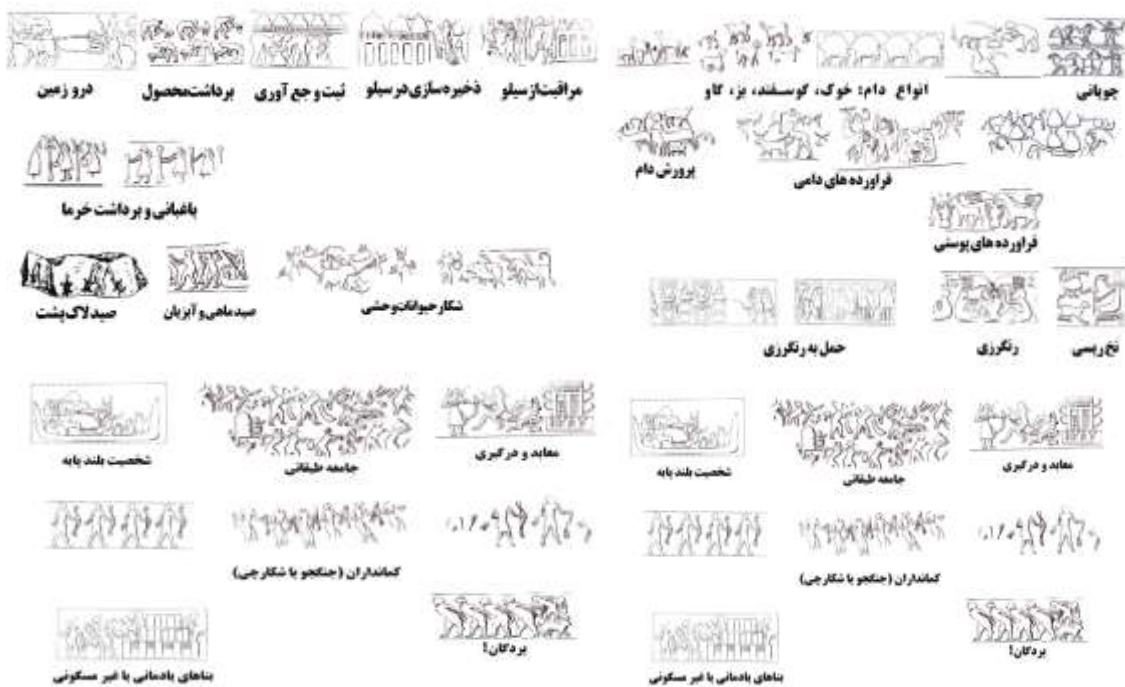 درو زمین
برداشت محصول
ثبت و جمع آوری
ذخیره سازی در سیلو
مراقبت از سیلو
باغبانی و برداشت خرما
صید لاک پشت
صید ماهی و آبزیان
شکار حیوانات وحشی
شخصیت بلند پایه
جامعه طبقاتی
معابد و درگیری
کمانداران (جنگجو یا شکارچی)
بناهای یادمانی یا غیر مسکونی
بردگان!
انواع دام: خوک، گوسفند، بز، گاو
چوپانی
پرورش دام
فراورده های دامی
فراورده های پوستی
حمل به رنگرزی
رنگرزی
نخ ریسی
شخصیت بلند پایه
جامعه طبقاتی
معابد و درگیری
کمانداران (جنگجو یا شکارچی)
بناهای یادمانی یا غیر مسکونی
بردگان!